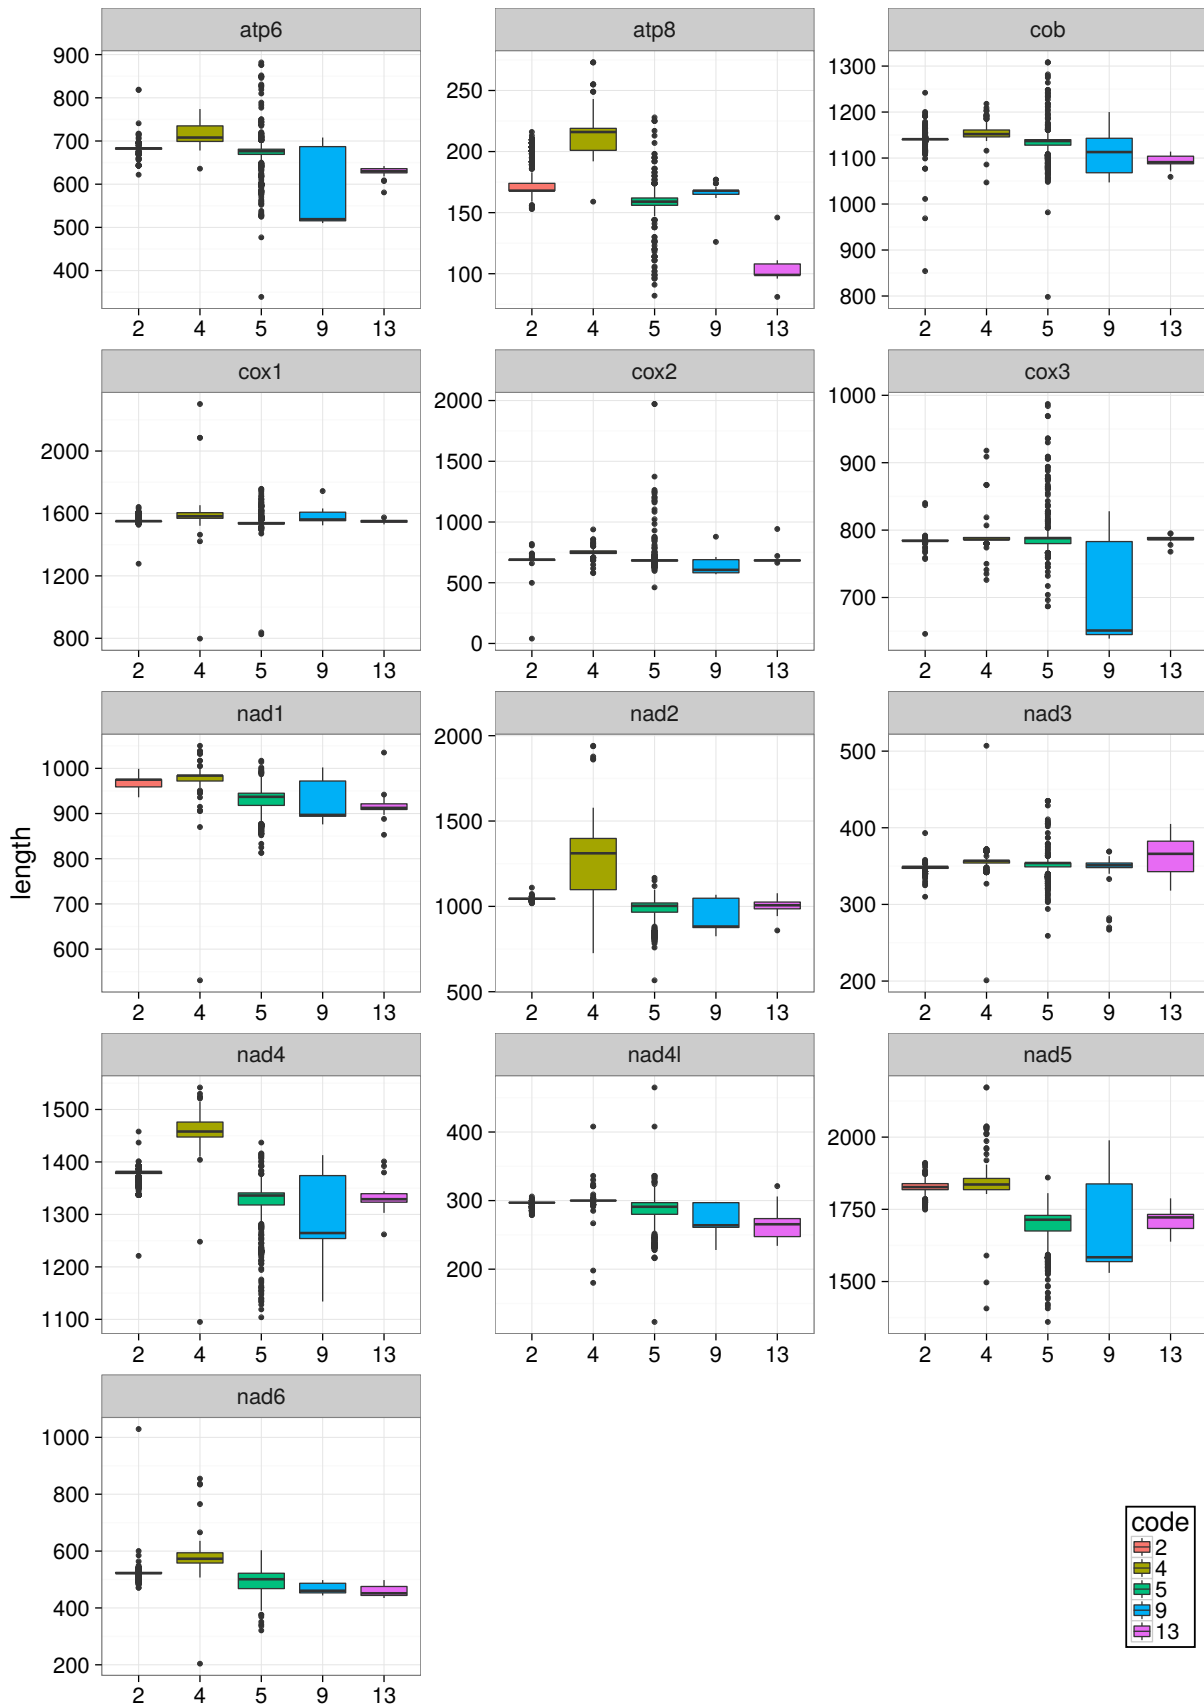 atp6 atp8 cob
900 800 700 600 500 400
250 200 150 100
1300 1200 1100 1000 900 800
2 4 5 9 13 2 4 5 9 13 2 4 5 9 13
cox1 cox2 cox3
2000 1600 1200 800
2000 1500 1000 500 0
1000 900 800 700
2 4 5 9 13 2 4 5 9 13 2 4 5 9 13
nad1 nad2 nad3
1000 900 800 700 600
2000 1500 1000 500
500 400 300 200
2 4 5 9 13 2 4 5 9 13 2 4 5 9 13
length
nad4 nad4l nad5
1500 1400 1300 1200 1100
400 300 200
2000 1750 1500
2 4 5 9 13 2 4 5 9 13 2 4 5 9 13
nad6
1000 800 600 400 200
2 4 5 9 13
code
2
4
5
9
13